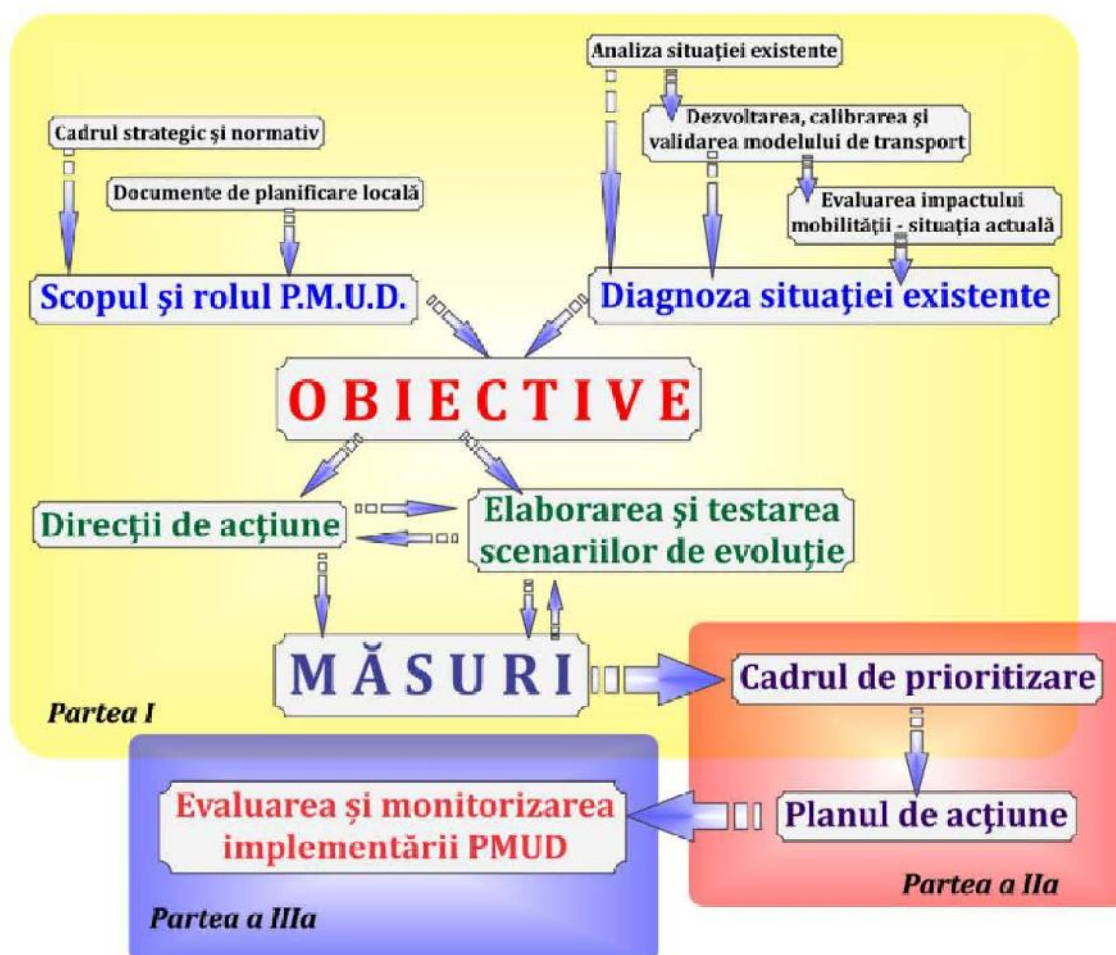 Analiza situației existente
Cadrul strategic și normativ
Dezvoltarea, calibrarea și
validarea modelului de transport
Documente de planificare locală
Evaluarea impactului
mobilității - situația actuală
Scopul și rolul P.M.U.D.
Diagnoza situației existente
OBIECTIVE
Direcții de acțiune
Elaborarea și testarea
scenariilor de evoluție
MĂSURI
Cadrul de prioritizare
Partea I
Planul de acțiune
Evaluarea și monitorizarea
implementării PMUD
Partea a IIa
Partea a IIIa